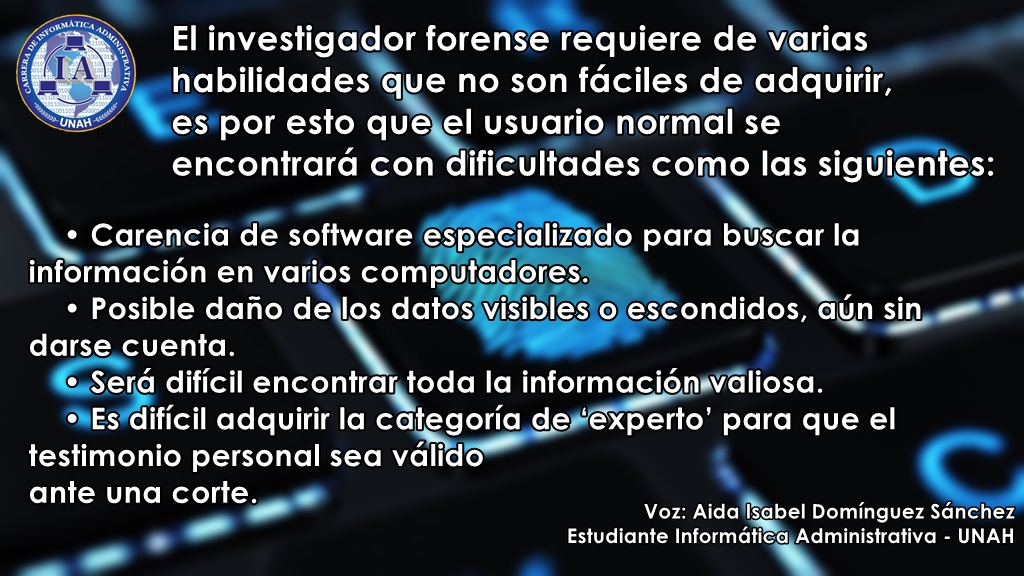 CARRERA DE INFORMÁTICA ADMINISTRATIVA
IA
UNAH
El investigador forense requiere de varias
habilidades que no son fáciles de adquirir,
es por esto que el usuario normal se
encontrará con dificultades como las siguientes:
• Carencia de software especializado para buscar la
información en varios computadores.
• Posible daño de los datos visibles o escondidos, aún sin
darse cuenta.
• Será difícil encontrar toda la información valiosa.
• Es difícil adquirir la categoría de ‘experto’ para que el
testimonio personal sea válido
ante una corte.
Voz: Aida Isabel Domínguez Sánchez
Estudiante Informática Administrativa - UNAH